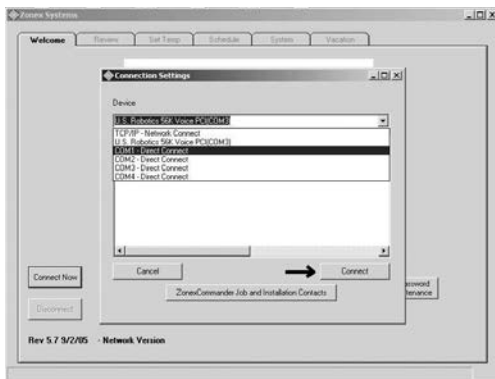 Zonex Systems
Welcome
Review
Set Temp
Schedule
System
Vacation
Connection Settings
Device
U.S. Robotics 56K Voice PCI(COM3)
TCP/IP - Network Connect
U.S. Robotics 56K Voice PCI(COM3)
COM1 - Direct Connect
COM2 - Direct Connect
COM3 - Direct Connect
COM4 - Direct Connect
Cancel
Connect
ZonexCommander Job and Installation Contacts
Connect Now
Disconnect
assword
tenance
Rev 5.7 9/2/05 - Network Version